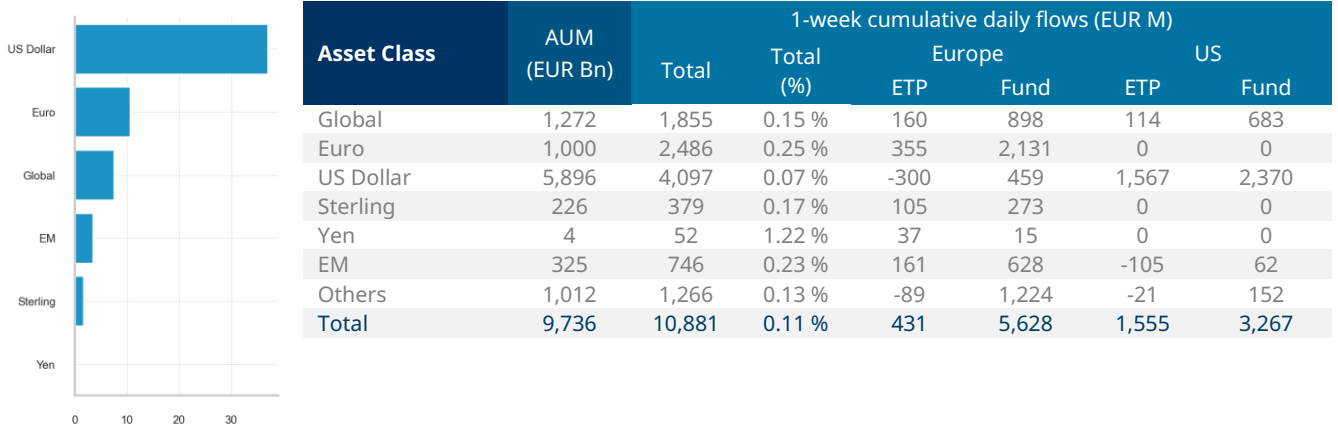 US Dollar
Euro
Global
EM
Sterling
Yen
0 10 20 30
1-week cumulative daily flows (EUR M)
Asset Class AUM (EUR Bn) Total Total (%) Europe US
ETP Fund ETP Fund
Global 1,272 1,855 0.15 % 160 898 114 683
Euro 1,000 2,486 0.25 % 355 2,131 0 0
US Dollar 5,896 4,097 0.07 % -300 459 1,567 2,370
Sterling 226 379 0.17 % 105 273 0 0
Yen 4 52 1.22 % 37 15 0 0
EM 325 746 0.23 % 161 628 -105 62
Others 1,012 1,266 0.13 % -89 1,224 -21 152
Total 9,736 10,881 0.11 % 431 5,628 1,555 3,267